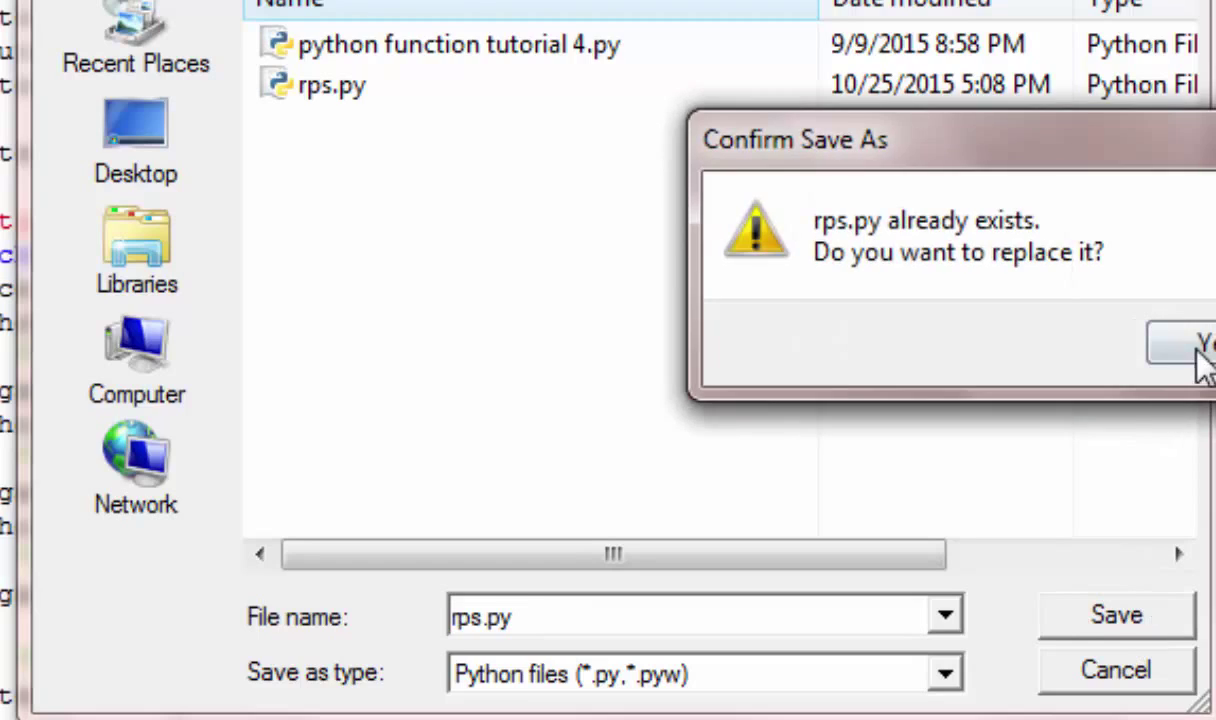 Name Date modified Type
Recent Places
python function tutorial 4.py 9/9/2015 8:58 PM Python Fil
rps.py 10/25/2015 5:08 PM Python Fil
Desktop
Libraries
Computer
Network
Confirm Save As
rps.py already exists.
Do you want to replace it?
Ye
File name: rps.py
Save
Save as type: Python files (*.py,*.pyw)
Cancel